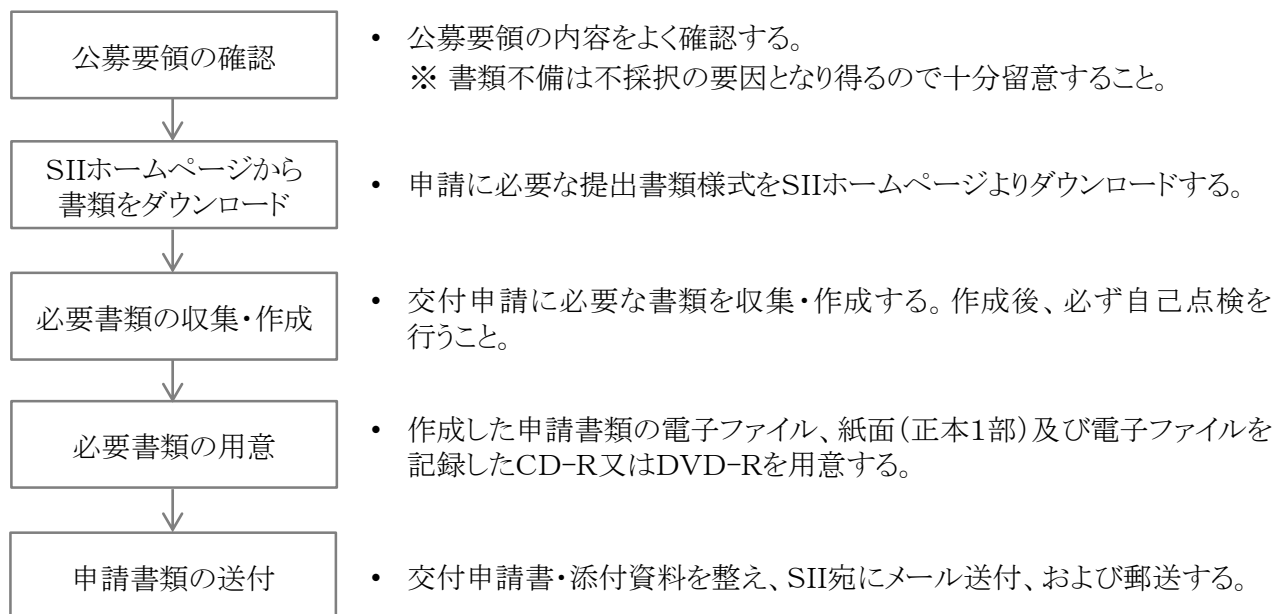 公募要領の確認
• 公募要領の内容をよく確認する。
※ 書類不備は不採択の要因となり得るので十分留意すること。
SIIホームページから
書類をダウンロード
• 申請に必要な提出書類様式をSIIホームページよりダウンロードする。
必要書類の収集・作成
• 交付申請に必要な書類を収集・作成する。作成後、必ず自己点検を
行うこと。
必要書類の用意
• 作成した申請書類の電子ファイル、紙面(正本1部)及び電子ファイルを
記録したCD-R又はDVD-Rを用意する。
申請書類の送付
• 交付申請書・添付資料を整え、SII宛にメール送付、および郵送する。